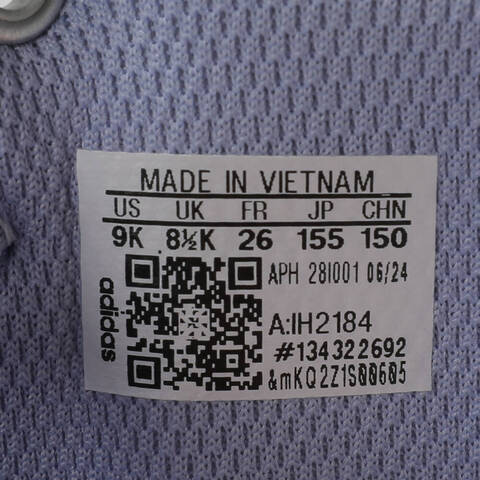 MADE IN VIETNAM
US UK FR JP CHN
9K 8½K 26 155 150
APH 28I001 06/24
adidas
A:IH2184
#134322692
&mKQ2Z1S00605